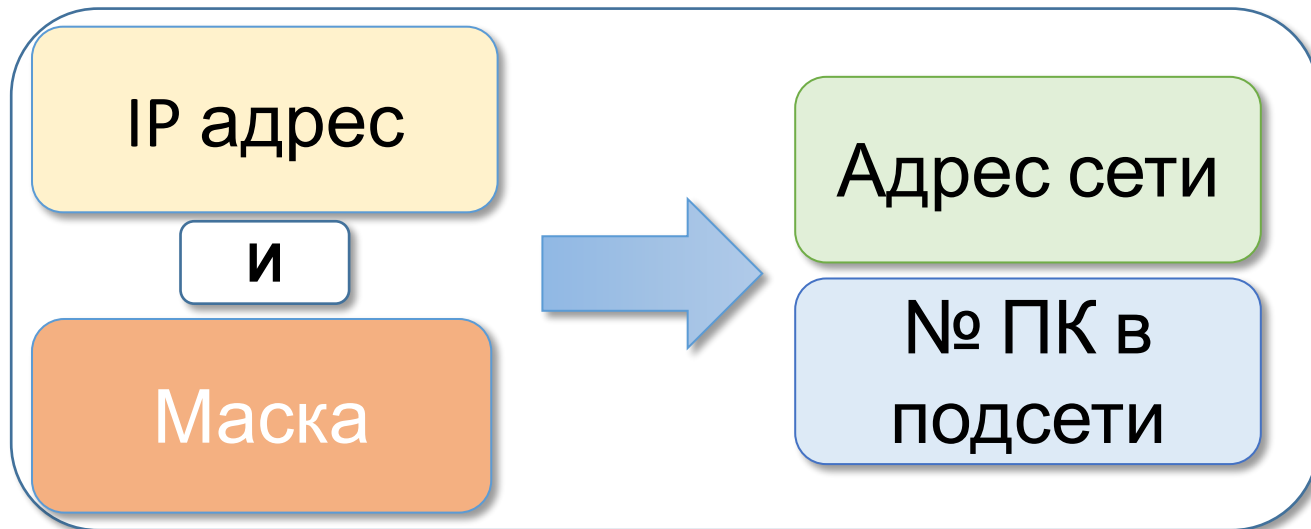 IP адрес
и
Маска
Адрес сети
№ ПК в
подсети